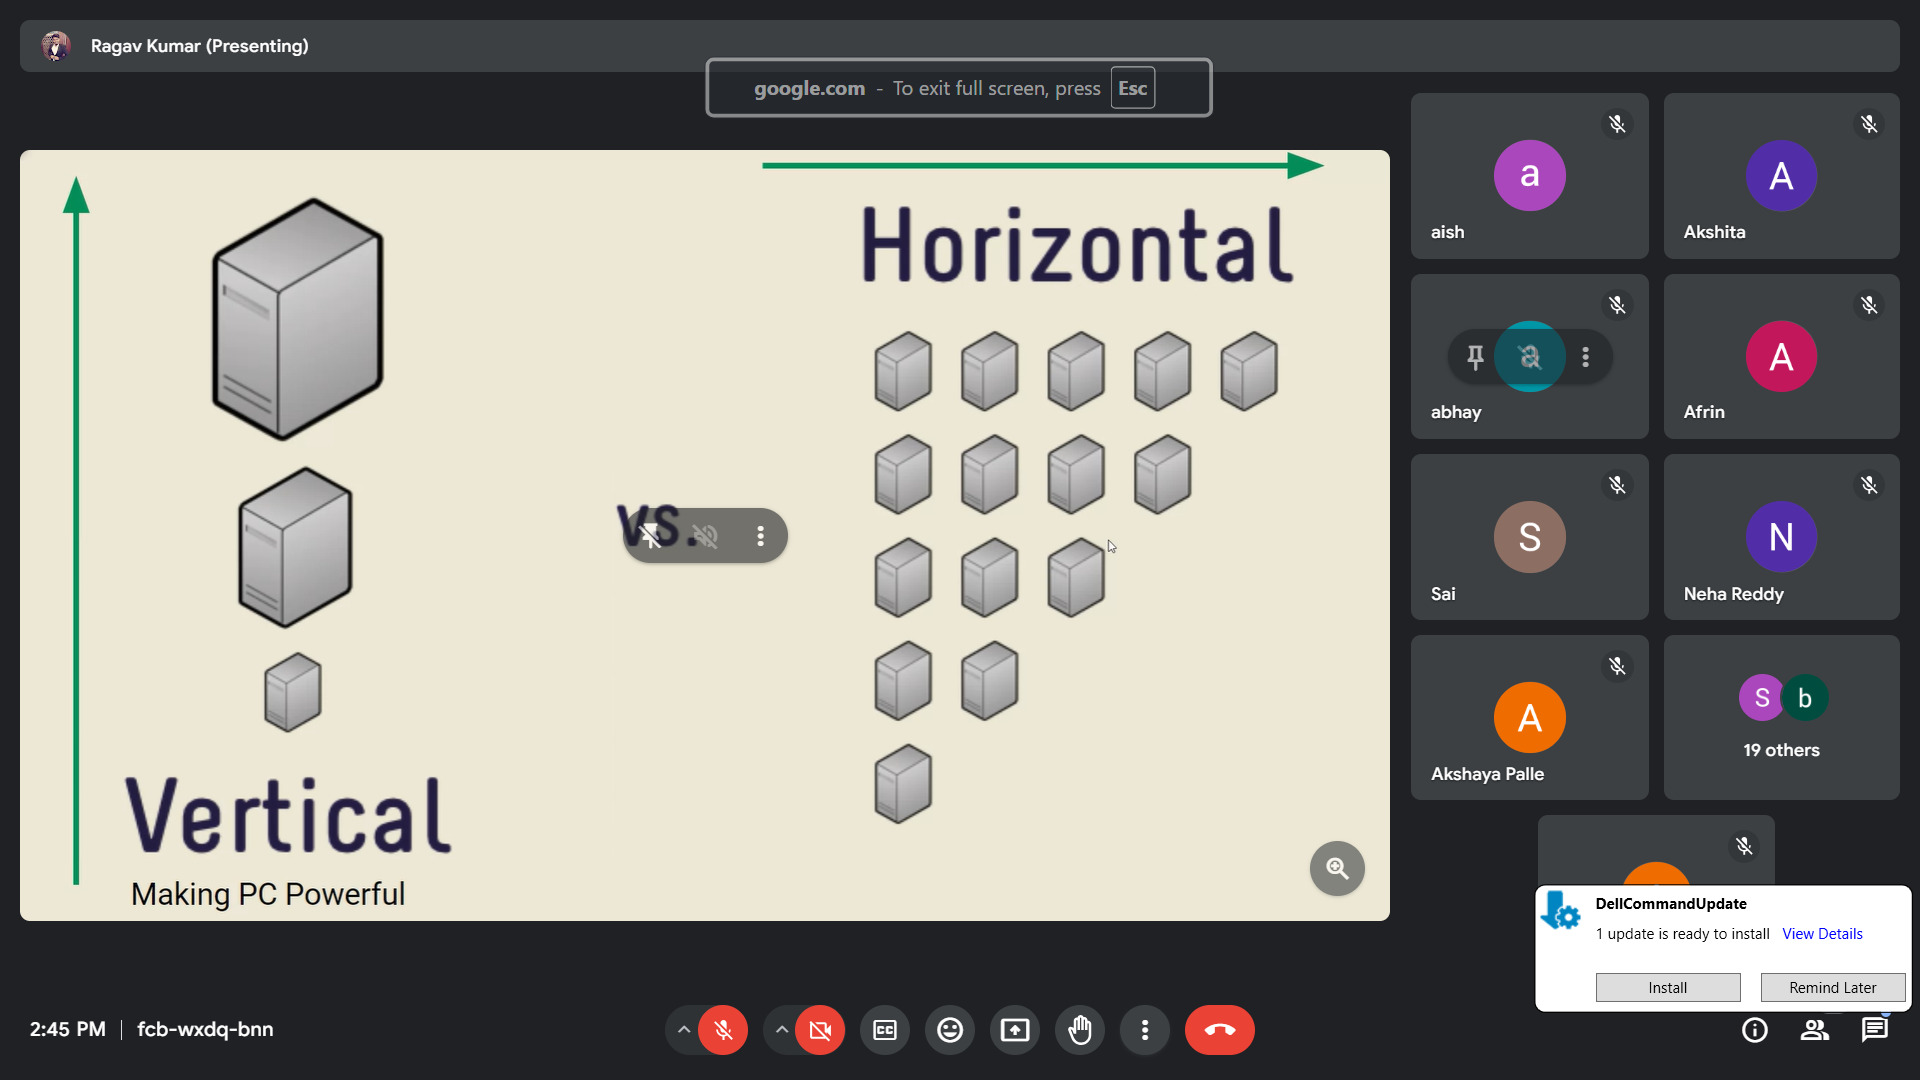 Ragav Kumar (Presenting)
google.com - To exit full screen, press Esc
Horizontal
vs.
Vertical
Making PC Powerful
a
aish
A
Akshita
a
abhay
A
Afrin
S
Sai
N
Neha Reddy
A
Akshaya Palle
S b
19 others
DellCommandUpdate
1 update is ready to install View Details
Install Remind Later
2:45 PM | fcb-wxdq-bnn
CC